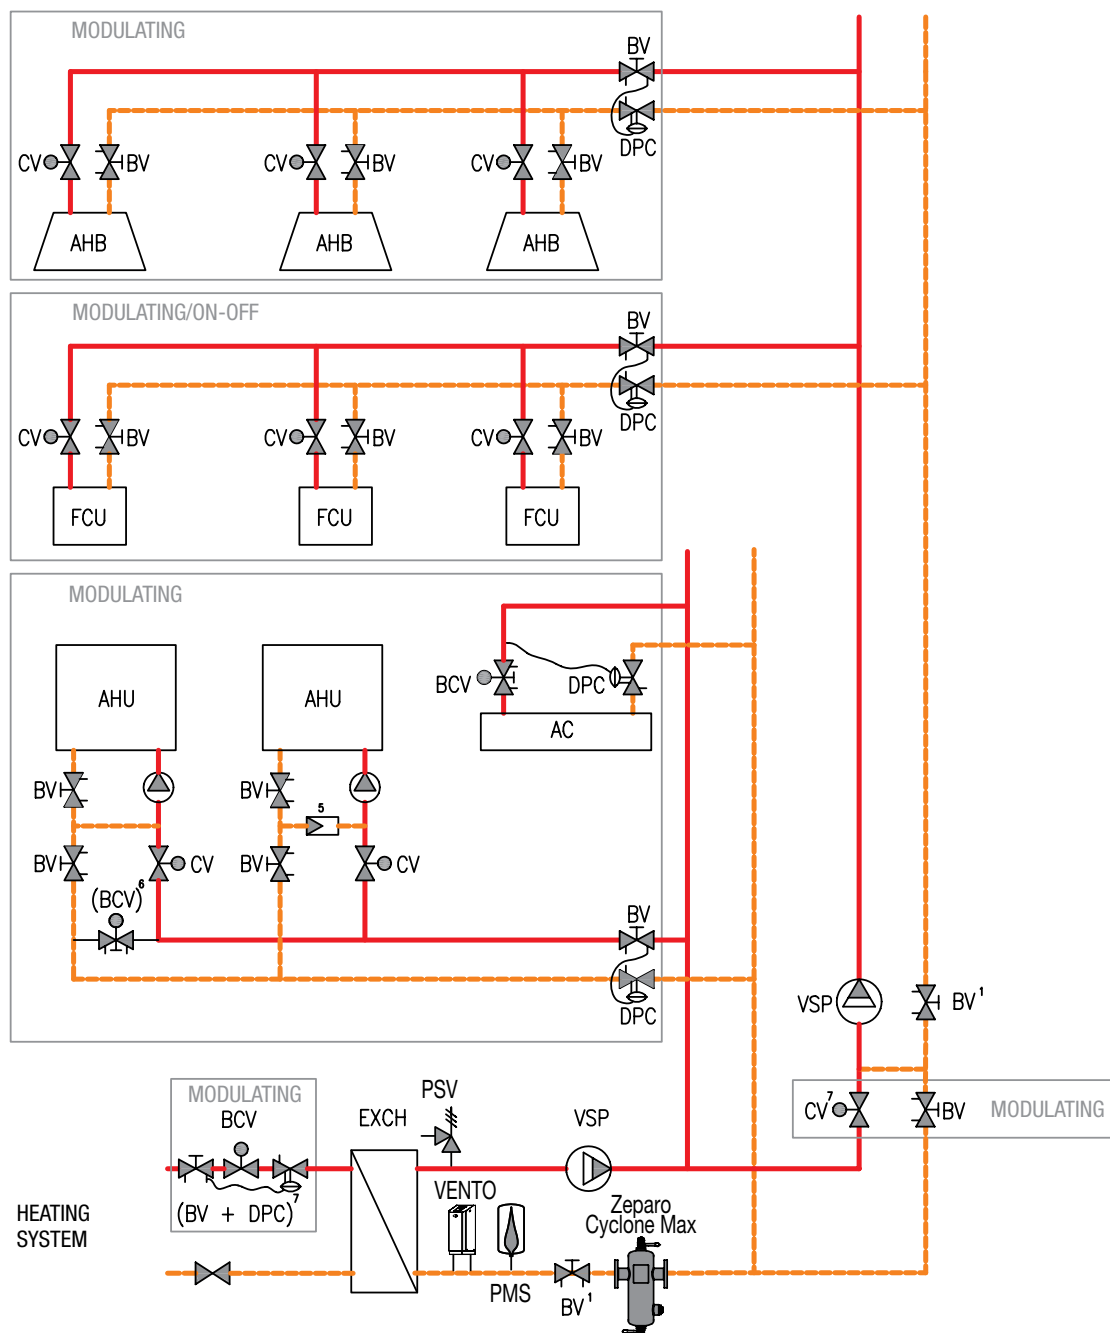 MODULATING
BV
DPC
CV BV CV BV CV BV
AHB AHB AHB
MODULATING/ON-OFF
BV
DPC
CV BV CV BV CV BV
FCU FCU FCU
MODULATING
AHU AHU
BCV DPC
AC
BV BV
5
BV CV BV CV
(BCV)6
BV
DPC
VSP BV1
CV7 BV MODULATING
MODULATING
BCV
(BV + DPC)7
EXCH PSV VSP
VENTO
Zeparo
Cyclone Max
HEATING
SYSTEM
PMS
BV1